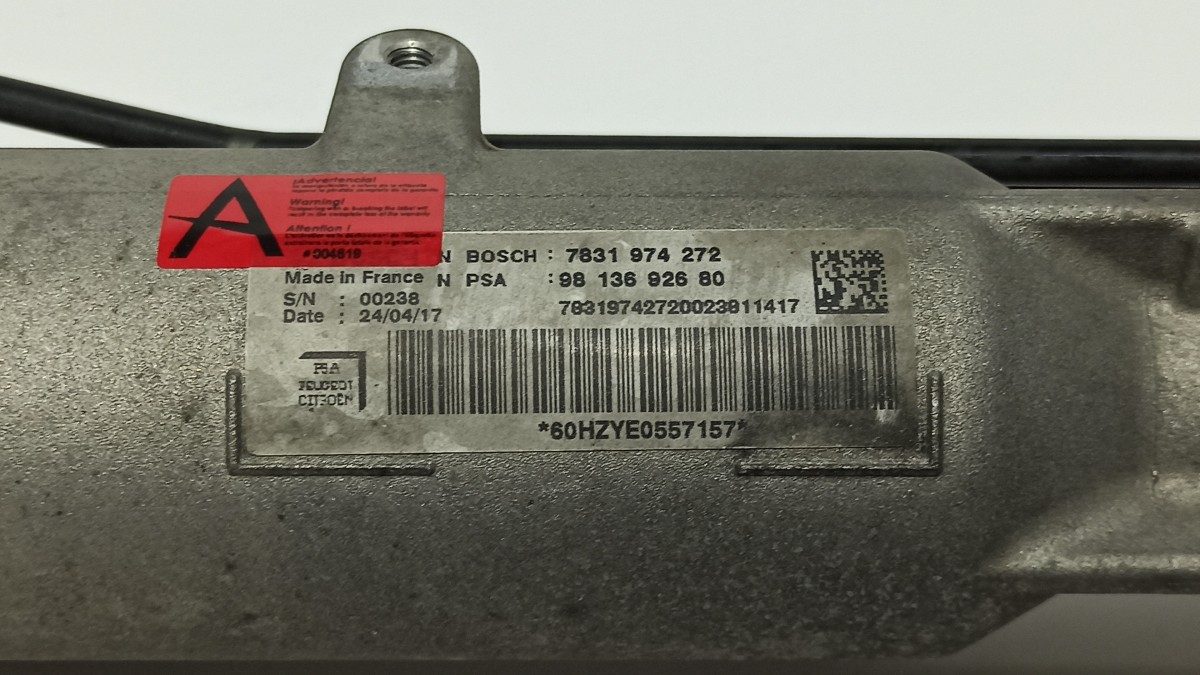 A
¡Advertencia!
Warning!
Attention !
#004619
N BOSCH : 7831 974 272
Made in France N PSA : 98 136 926 80
S/N : 00238
78319742720023811417
Date : 24/04/17
PSA
PEUGEOT
CITROËN
*60HZYE0557157*